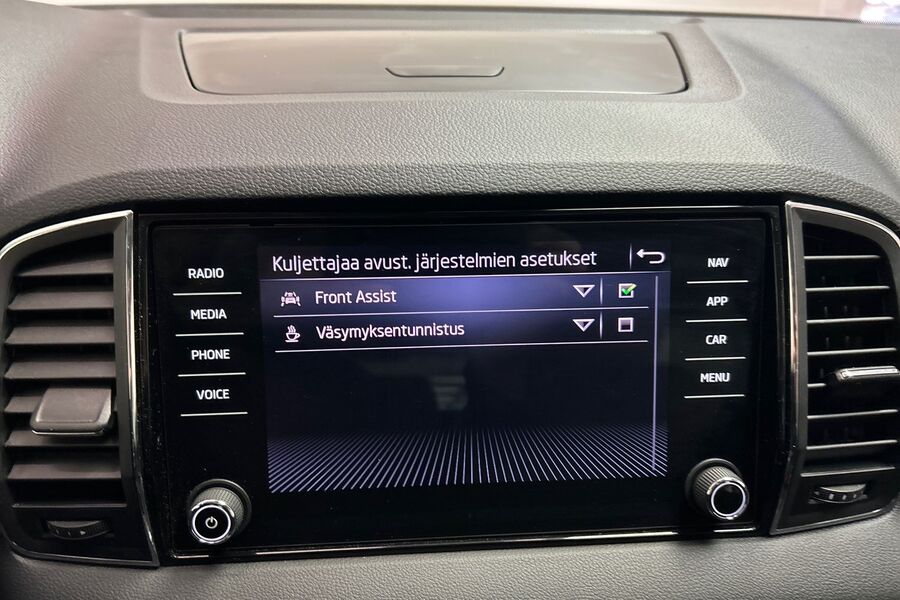 Kuljettajaa avust. järjestelmien asetukset
Front Assist
Väsymyksentunnistus
RADIO
MEDIA
PHONE
VOICE
NAV
APP
CAR
MENU